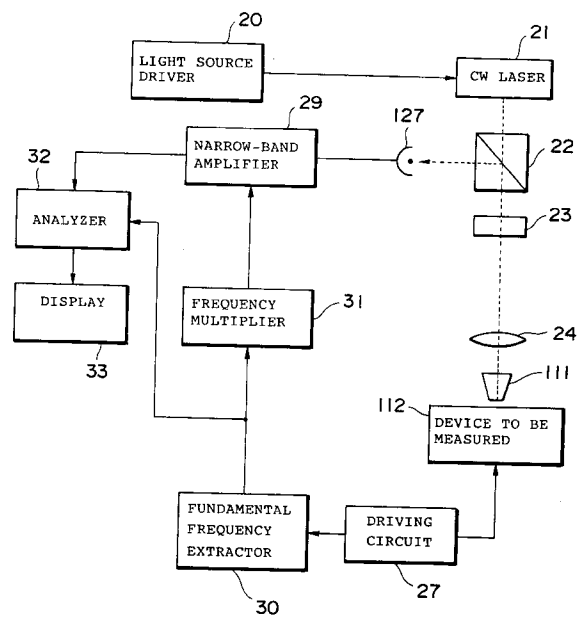 20
LIGHT SOURCE
DRIVER
21
CW LASER
29
NARROW-BAND
AMPLIFIER
127
22
32
ANALYZER
23
DISPLAY
33
FREQUENCY
MULTIPLIER
31
24
111
112
DEVICE TO BE
MEASURED
FUNDAMENTAL
FREQUENCY
EXTRACTOR
30
DRIVING
CIRCUIT
27